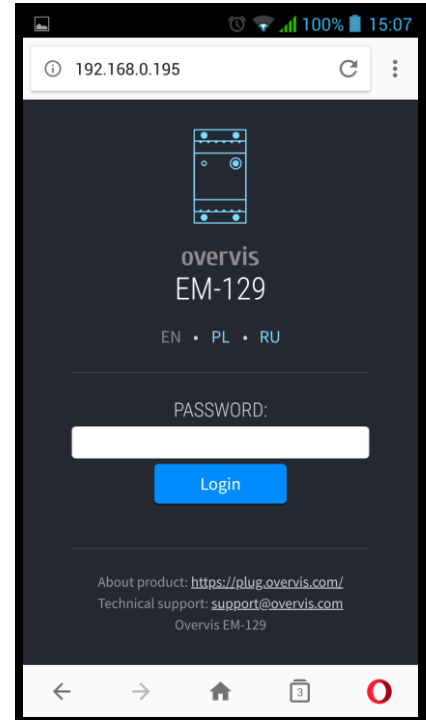 100% 15:07
192.168.0.195
overvis
EM-129
EN • PL • RU
PASSWORD:
Login
About product: https://plug.overvis.com/
Technical support: support@overvis.com
Overvis EM-129
3